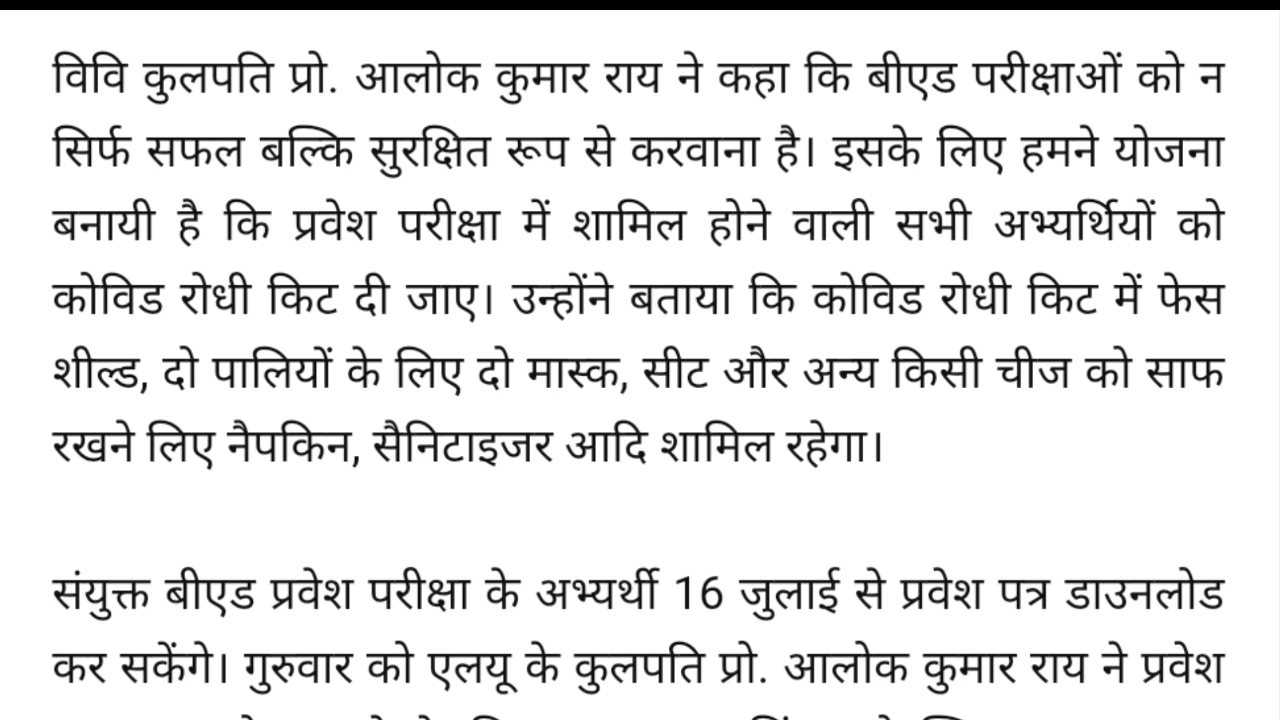 विवि कुलपति प्रो. आलोक कुमार राय ने कहा कि बीएड परीक्षाओं को न
सिर्फ सफल बल्कि सुरक्षित रूप से करवाना है। इसके लिए हमने योजना
बनायी है कि प्रवेश परीक्षा में शामिल होने वाली सभी अभ्यर्थियों को
कोविड रोधी किट दी जाए। उन्होंने बताया कि कोविड रोधी किट में फेस
शील्ड, दो पालियों के लिए दो मास्क, सीट और अन्य किसी चीज को साफ
रखने लिए नैपकिन, सैनिटाइजर आदि शामिल रहेगा।
संयुक्त बीएड प्रवेश परीक्षा के अभ्यर्थी 16 जुलाई से प्रवेश पत्र डाउनलोड
कर सकेंगे। गुरुवार को एलयू के कुलपति प्रो. आलोक कुमार राय ने प्रवेश